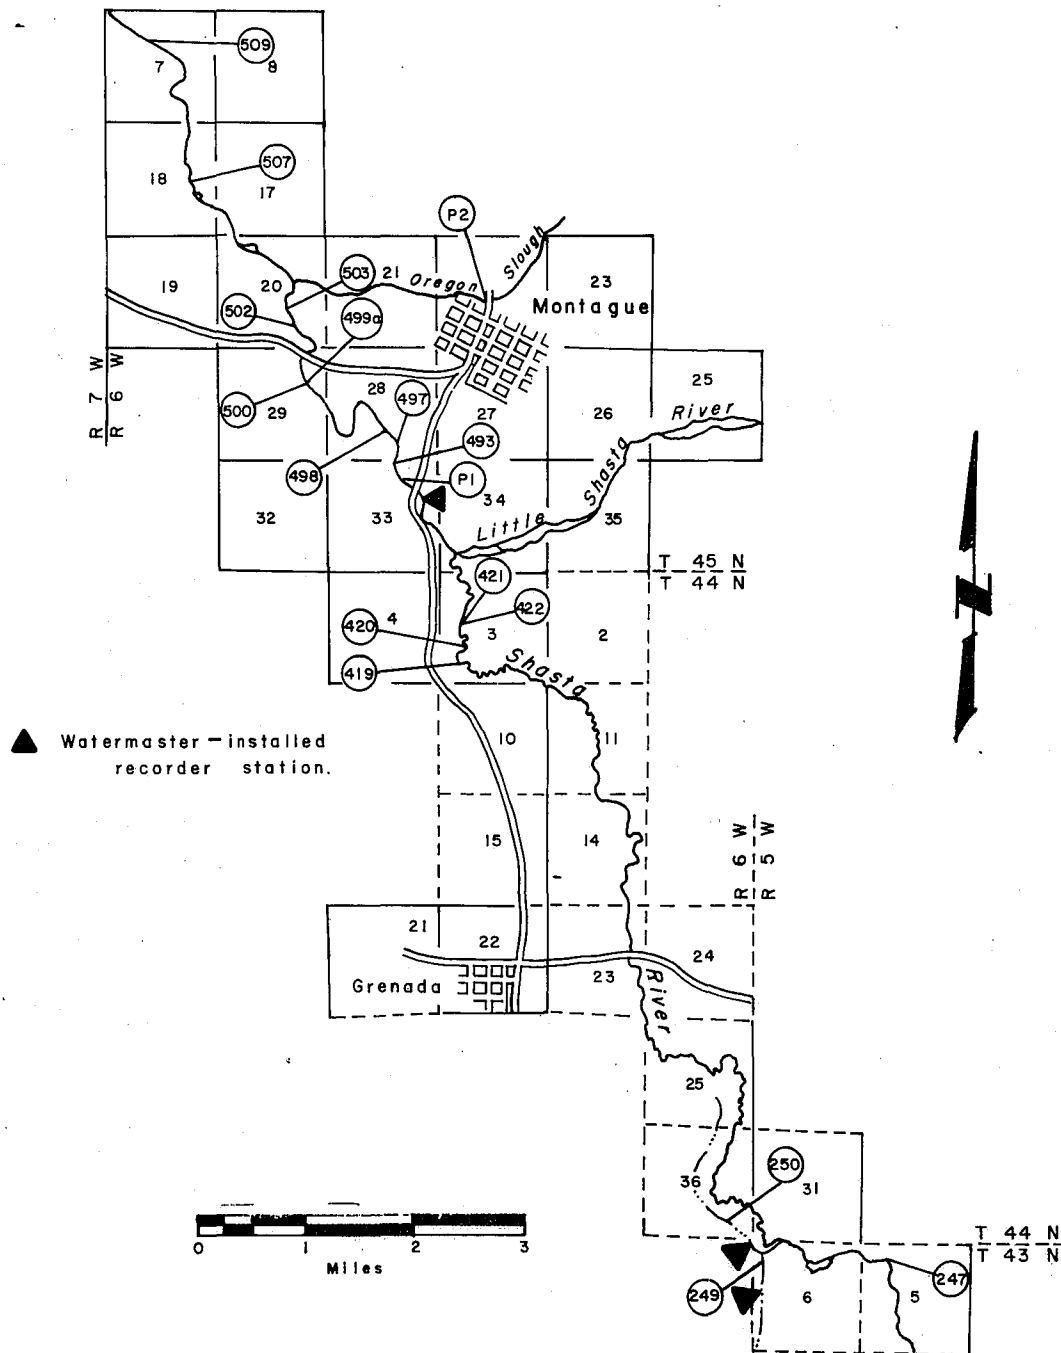 509
7
8
507
18
17
P2
Oregon Slough
19
20
503
21
23
Montague
502
499a
R 7 W
R 6 W
500
29
28
497
27
26
25
Shasta River
498
493
P1
32
33
34
Little
35
T 45 N
T 44 N
421
422
420
4
3
2
419
Shasta
10
11
Watermaster–installed
recorder station.
15
14
R 6 W
R 5 W
21
22
23
24
Grenada
River
25
36
250
31
N
0
1
2
3
Miles
T 44 N
T 43 N
249
6
5
247